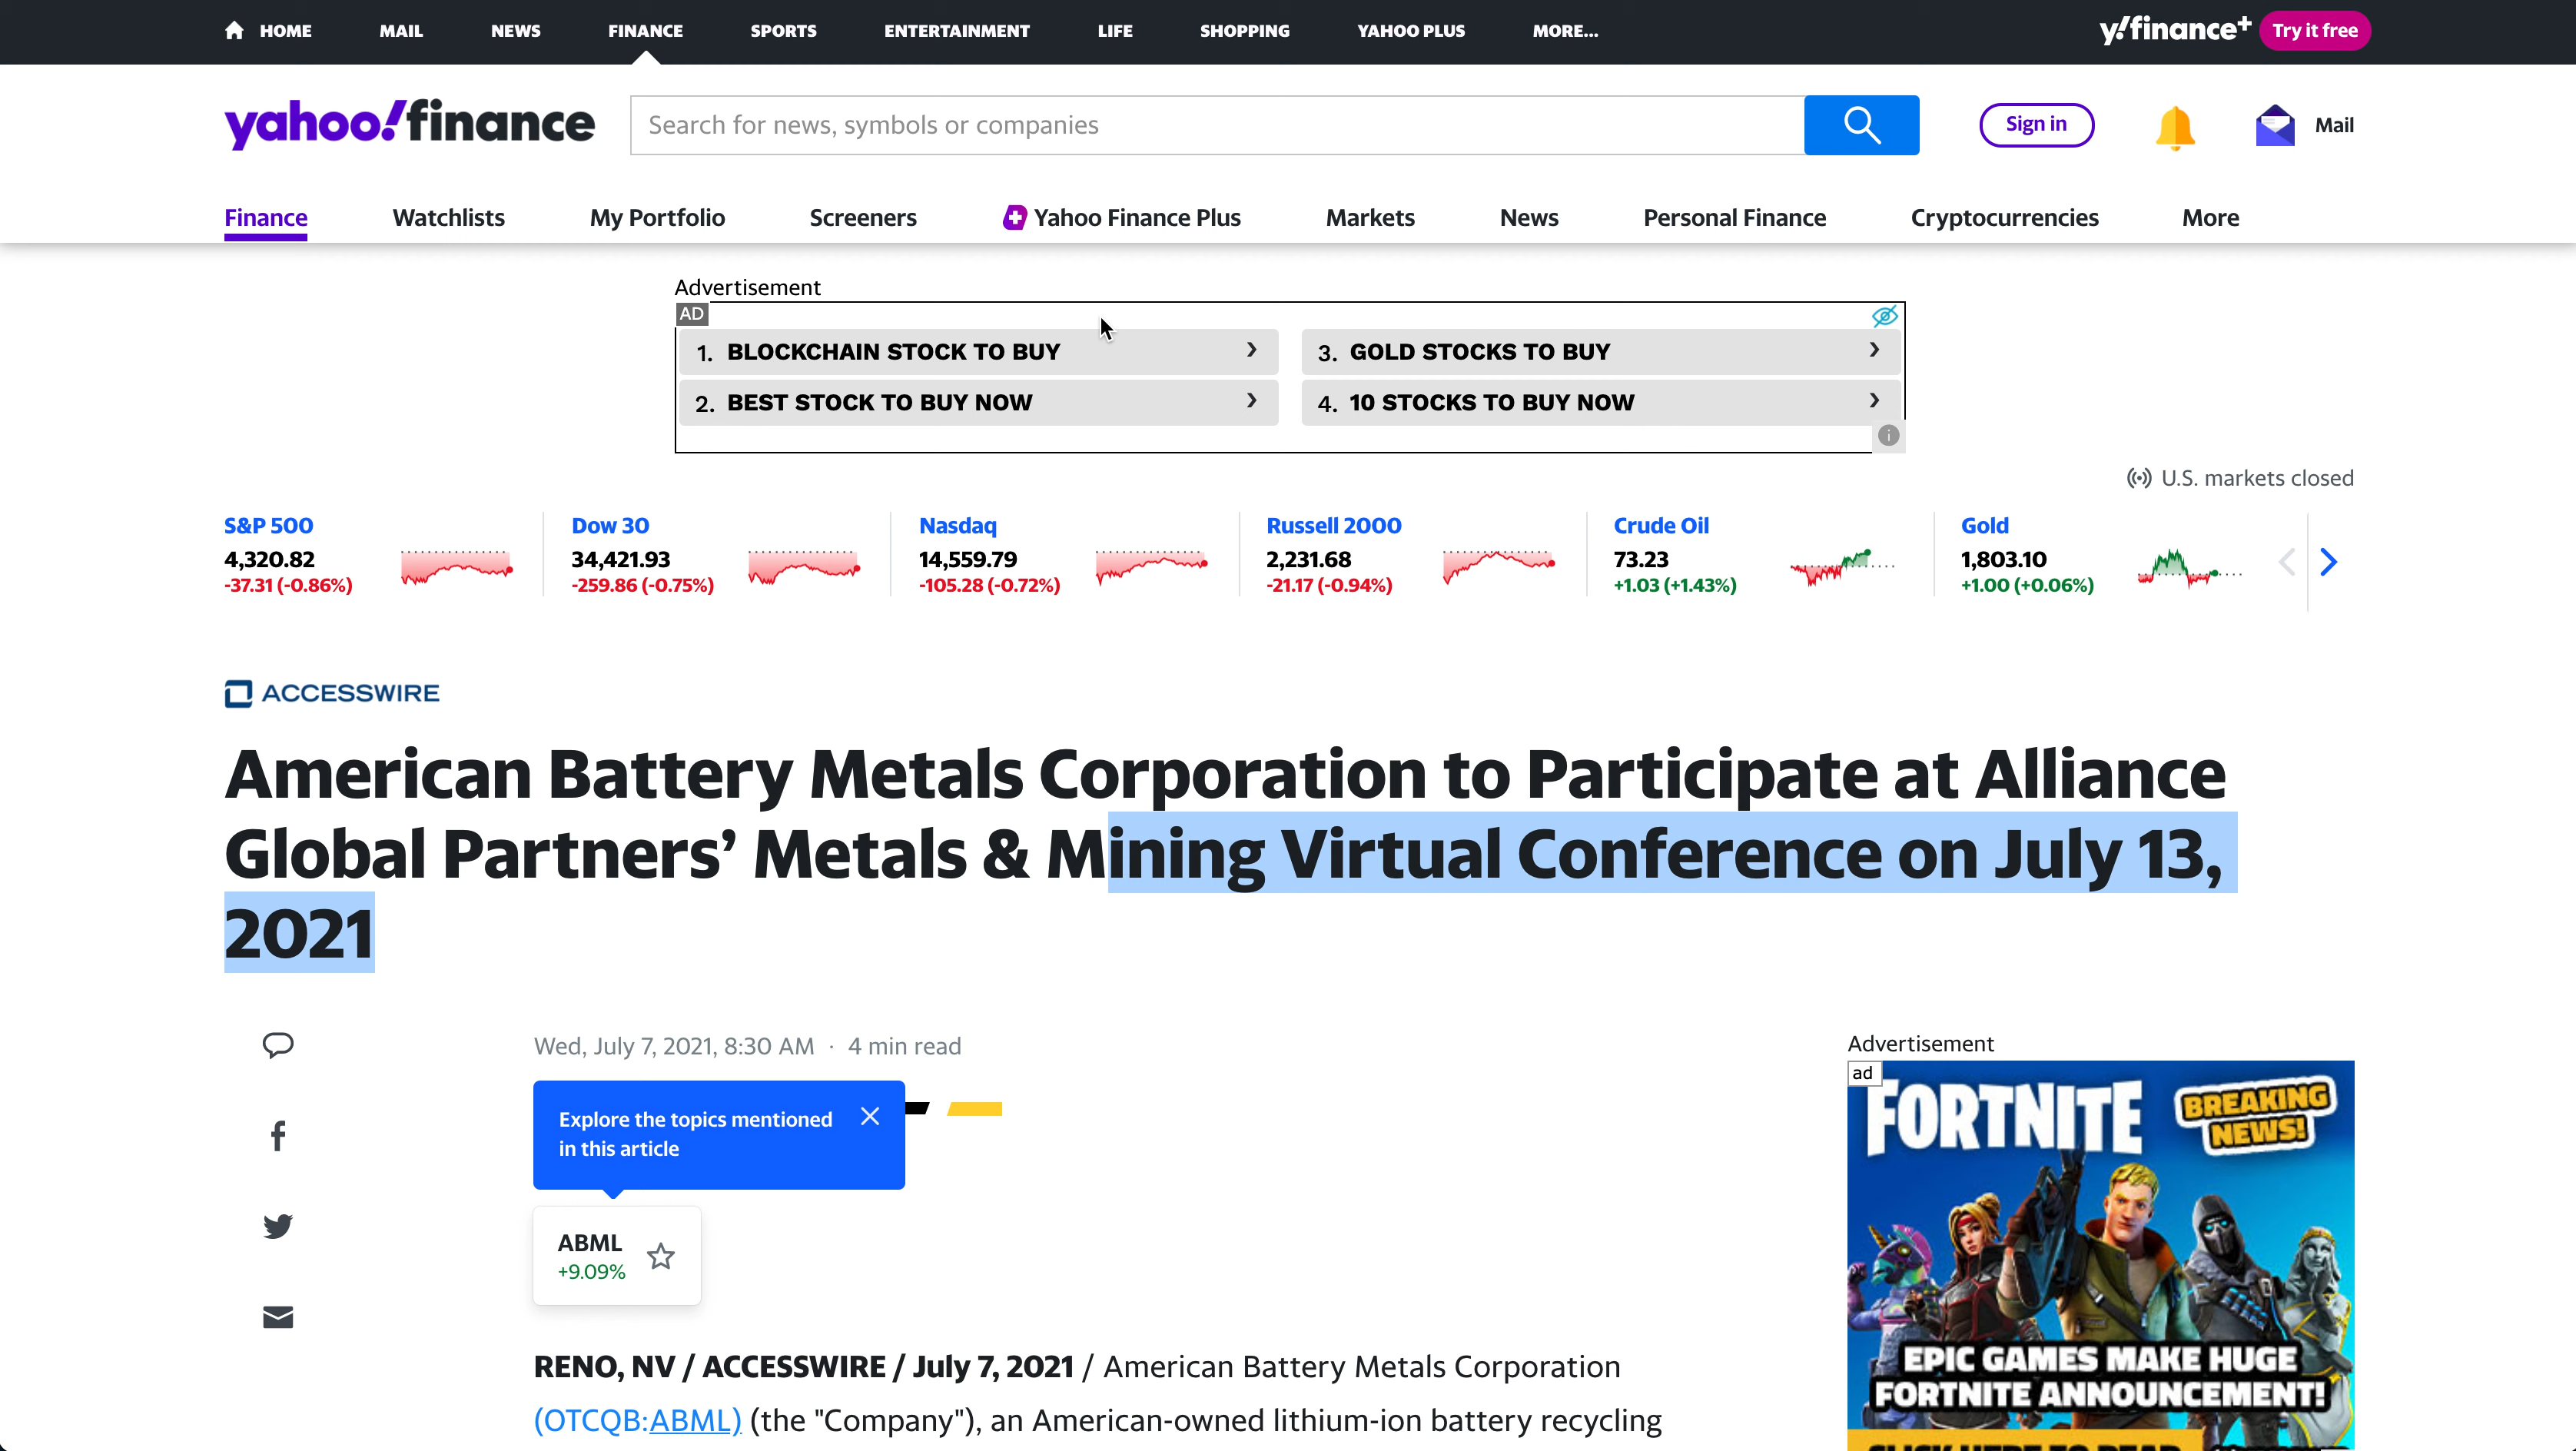 HOME MAIL NEWS FINANCE SPORTS ENTERTAINMENT LIFE SHOPPING YAHOO PLUS MORE... y!finance+ Try it free
yahoo!finance Search for news, symbols or companies Sign in Mail
Finance Watchlists My Portfolio Screeners Yahoo Finance Plus Markets News Personal Finance Cryptocurrencies More
Advertisement
AD
1. BLOCKCHAIN STOCK TO BUY 3. GOLD STOCKS TO BUY
2. BEST STOCK TO BUY NOW 4. 10 STOCKS TO BUY NOW
U.S. markets closed
S&P 500 Dow 30 Nasdaq Russell 2000 Crude Oil Gold
4,320.82 34,421.93 14,559.79 2,231.68 73.23 1,803.10
-37.31 (-0.86%) -259.86 (-0.75%) -105.28 (-0.72%) -21.17 (-0.94%) +1.03 (+1.43%) +1.00 (+0.06%)
ACCESSWIRE
American Battery Metals Corporation to Participate at Alliance
Global Partners’ Metals & Mining Virtual Conference on July 13,
2021
Wed, July 7, 2021, 8:30 AM · 4 min read
Explore the topics mentioned
in this article
ABML
+9.09%
RENO, NV / ACCESSWIRE / July 7, 2021 / American Battery Metals Corporation
(OTCQB:ABML) (the "Company"), an American-owned lithium-ion battery recycling
Advertisement
ad
FORTNITE BREAKING
NEWS!
EPIC GAMES MAKE HUGE
FORTNITE ANNOUNCEMENT!
CLICK HERE TO READ